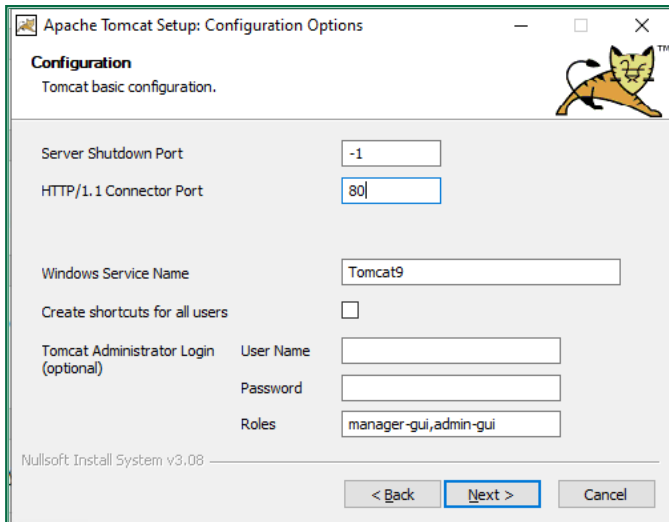 Apache Tomcat Setup: Configuration Options
Configuration
Tomcat basic configuration.
TM
Server Shutdown Port -1
HTTP/1.1 Connector Port 80
Windows Service Name Tomcat9
Create shortcuts for all users
Tomcat Administrator Login User Name
(optional)
Password
Roles manager-gui,admin-gui
Nullsoft Install System v3.08
< Back Next > Cancel